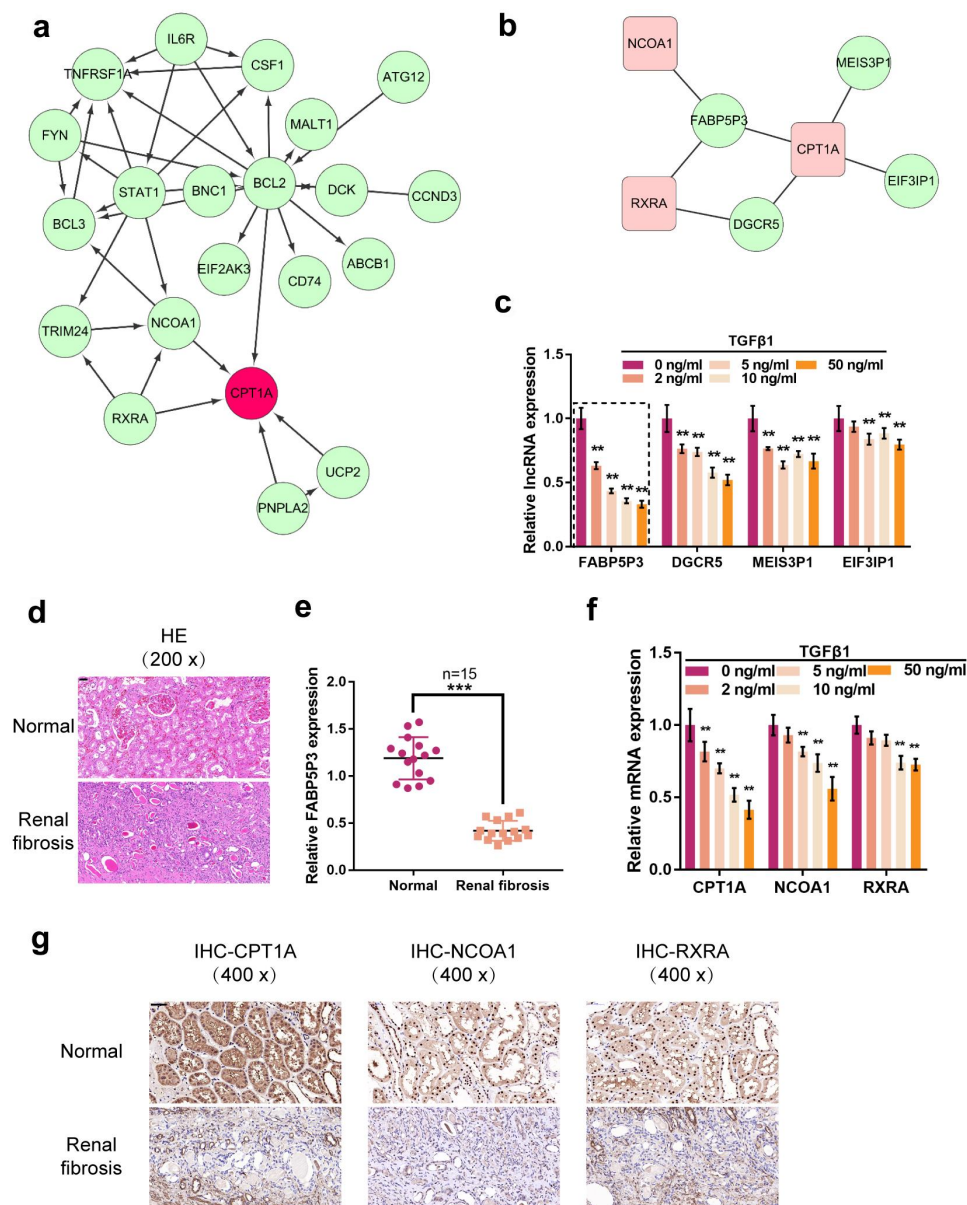 a
IL6R
TNFRSF1A
CSF1
ATG12
FYN
MALT1
STAT1
BNC1
BCL2
DCK
CCND3
BCL3
EIF2AK3
CD74
ABCB1
TRIM24
NCOA1
CPT1A
RXRA
UCP2
PNPLA2
b
NCOA1
MEIS3P1
FABP5P3
CPT1A
RXRA
EIF3IP1
DGCR5
c
TGFβ1
0 ng/ml
5 ng/ml
50 ng/ml
2 ng/ml
10 ng/ml
Relative lncRNA expression
1.5
1.0
0.5
0.0
** ** ** **
** ** ** **
** ** ** **
** ** **
FABP5P3 DGCR5 MEIS3P1 EIF3IP1
d
HE
(200 x)
Normal
Renal
fibrosis
e
n=15
***
Relative FABP5P3 expression
2.0
1.5
1.0
0.5
0.0
Normal Renal fibrosis
f
TGFβ1
0 ng/ml
5 ng/ml
50 ng/ml
2 ng/ml
10 ng/ml
Relative mRNA expression
1.5
1.0
0.5
0.0
** ** ** **
** ** **
** **
CPT1A NCOA1 RXRA
g
IHC-CPT1A
(400 x)
IHC-NCOA1
(400 x)
IHC-RXRA
(400 x)
Normal
Renal
fibrosis